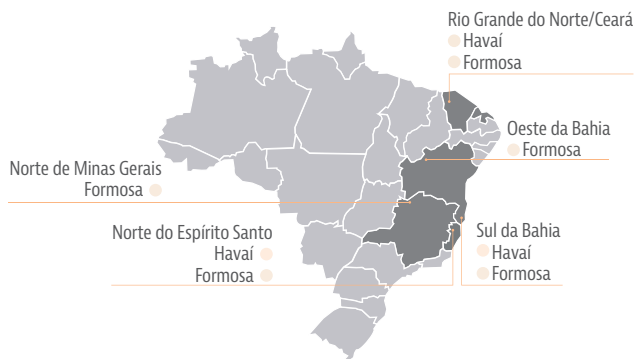 Rio Grande do Norte/Ceará
Havaí
Formosa
Oeste da Bahia
Formosa
Norte de Minas Gerais
Formosa
Norte do Espírito Santo
Havaí
Formosa
Sul da Bahia
Havaí
Formosa